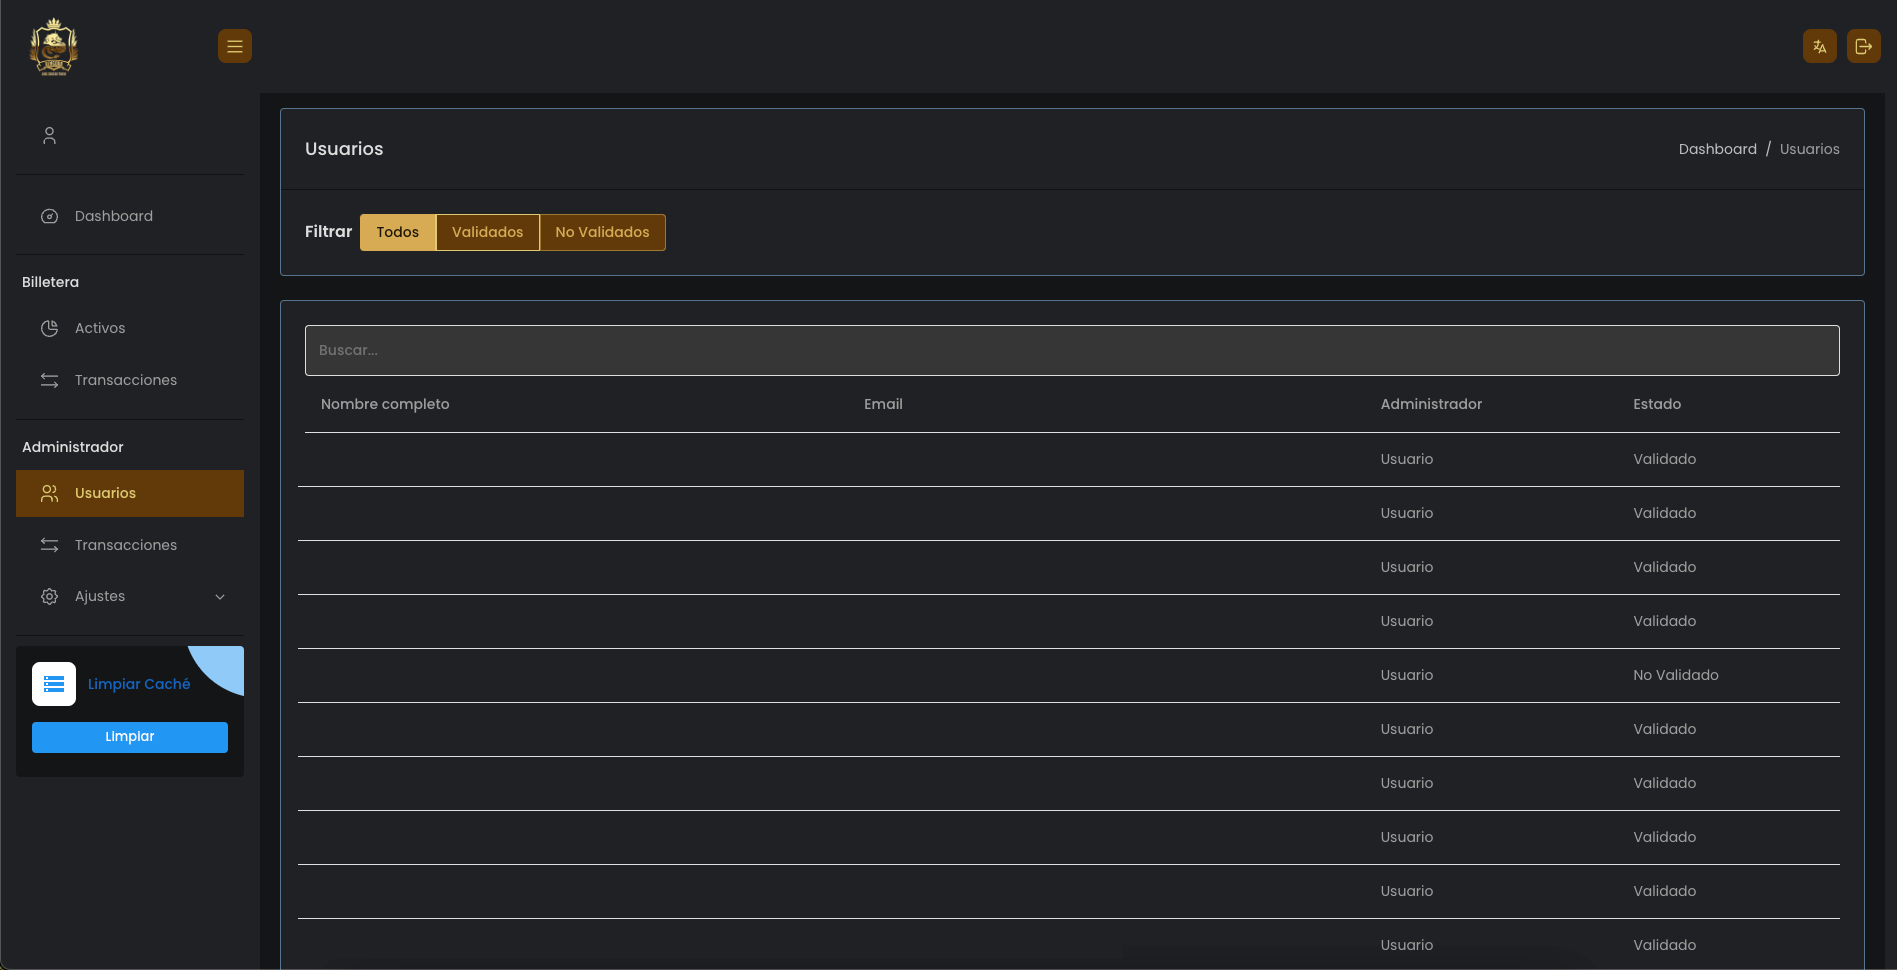 Usuarios
Dashboard / Usuarios
Dashboard
Filtrar Todos Validados No Validados
Billetera
Activos
Transacciones
Administrador
Usuarios
Transacciones
Ajustes
Limpiar Caché
Limpiar
Buscar...
Nombre completo Email Administrador Estado
Usuario Validado
Usuario Validado
Usuario Validado
Usuario Validado
Usuario No Validado
Usuario Validado
Usuario Validado
Usuario Validado
Usuario Validado
Usuario Validado